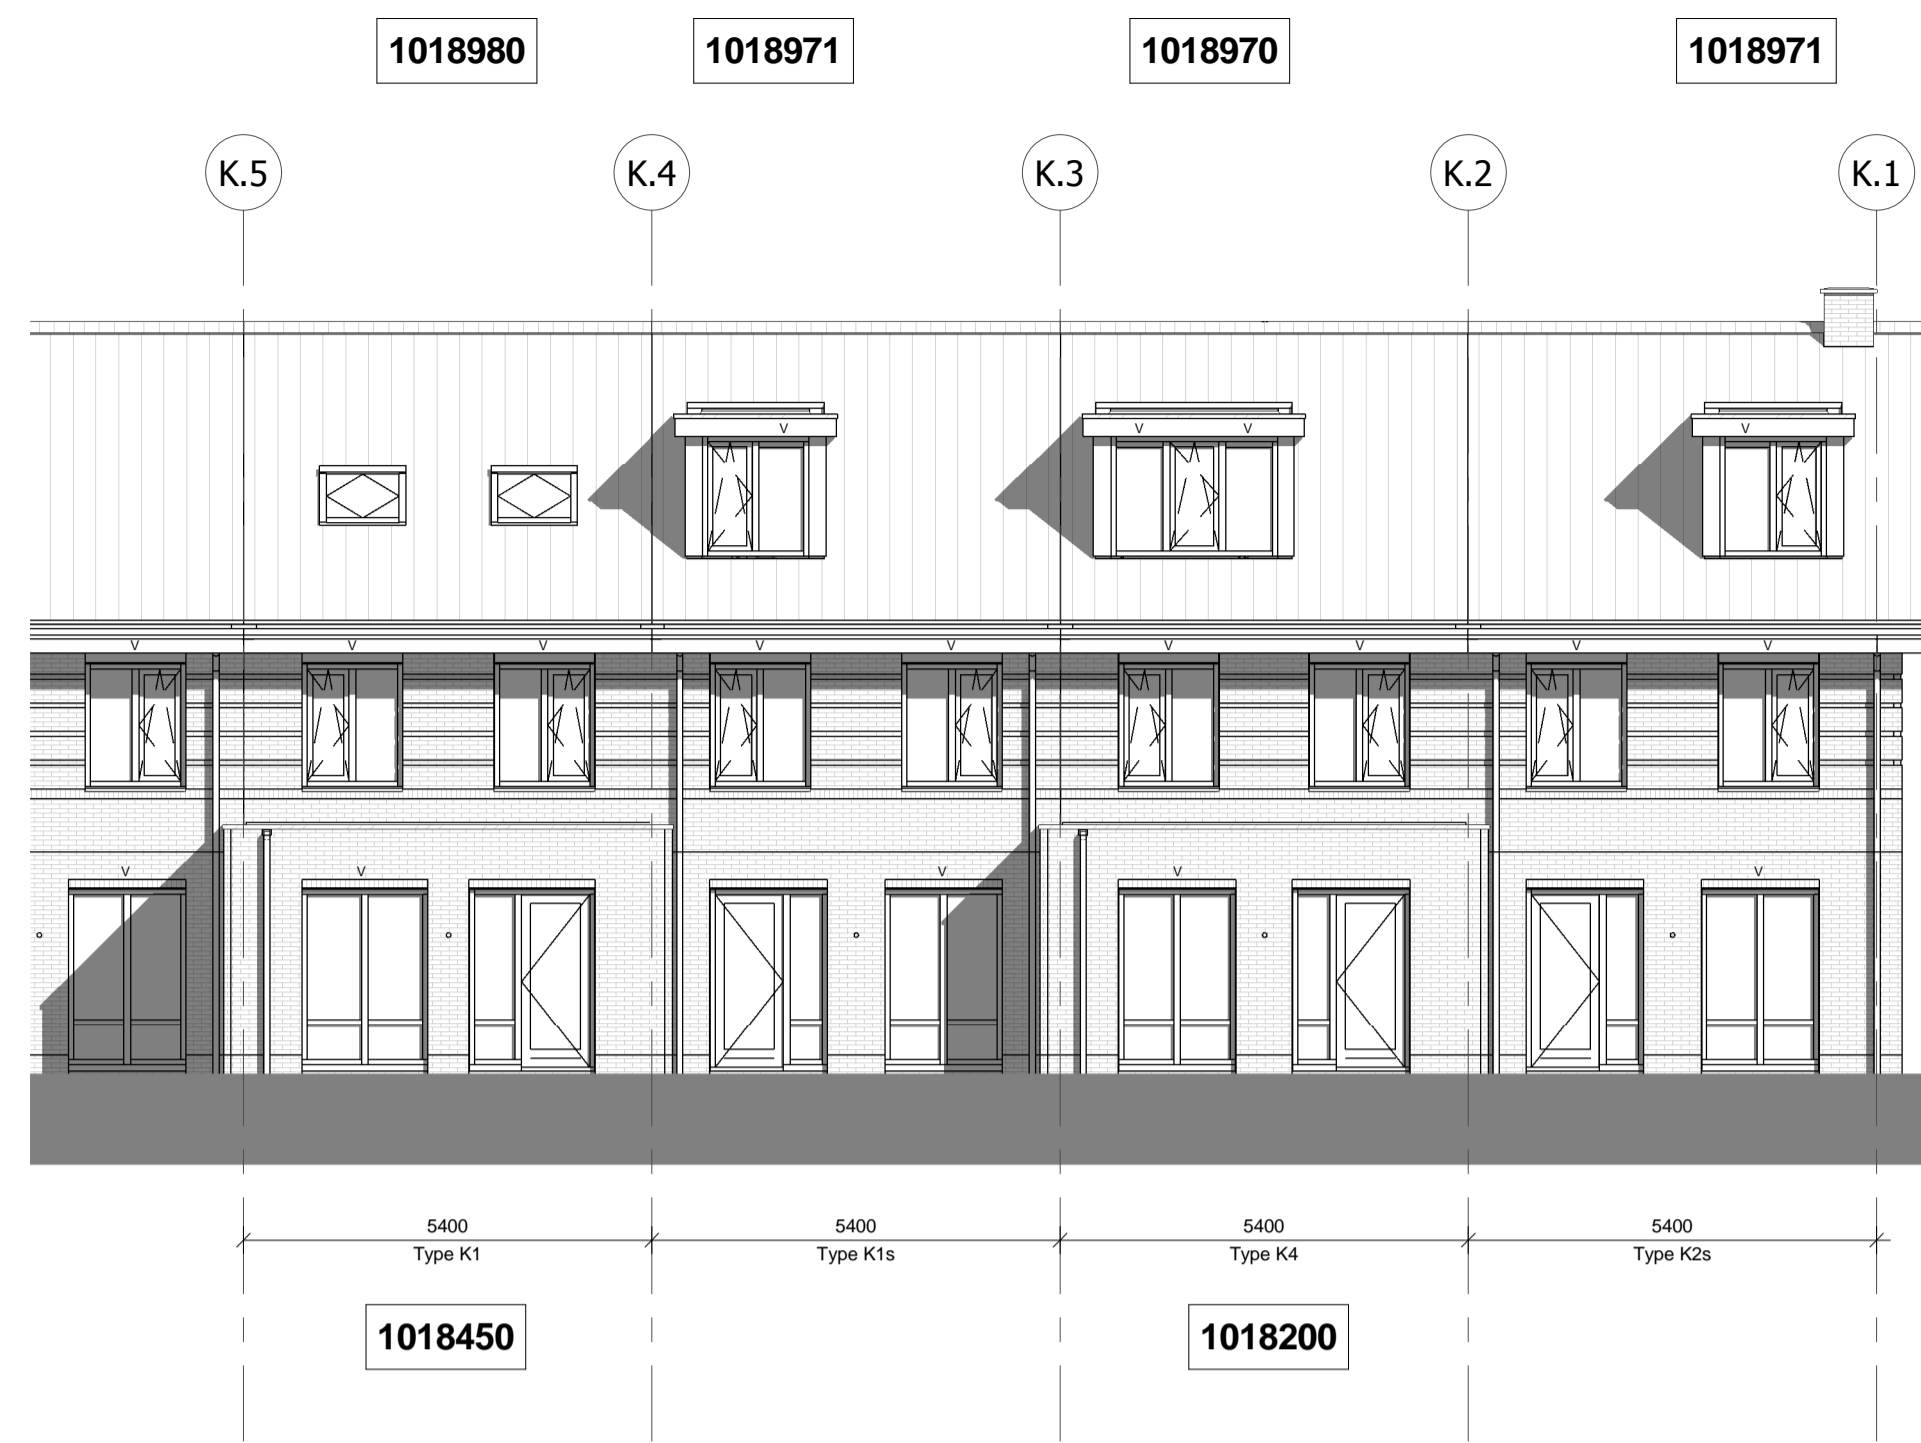 1018980 1018971 1018970 1018971
K.5 K.4 K.3 K.2 K.1
V V V V
V V V V V V V V V
V V V V V
5400 5400 5400 5400
Type K1 Type K1s Type K4 Type K2s
1018450 1018200